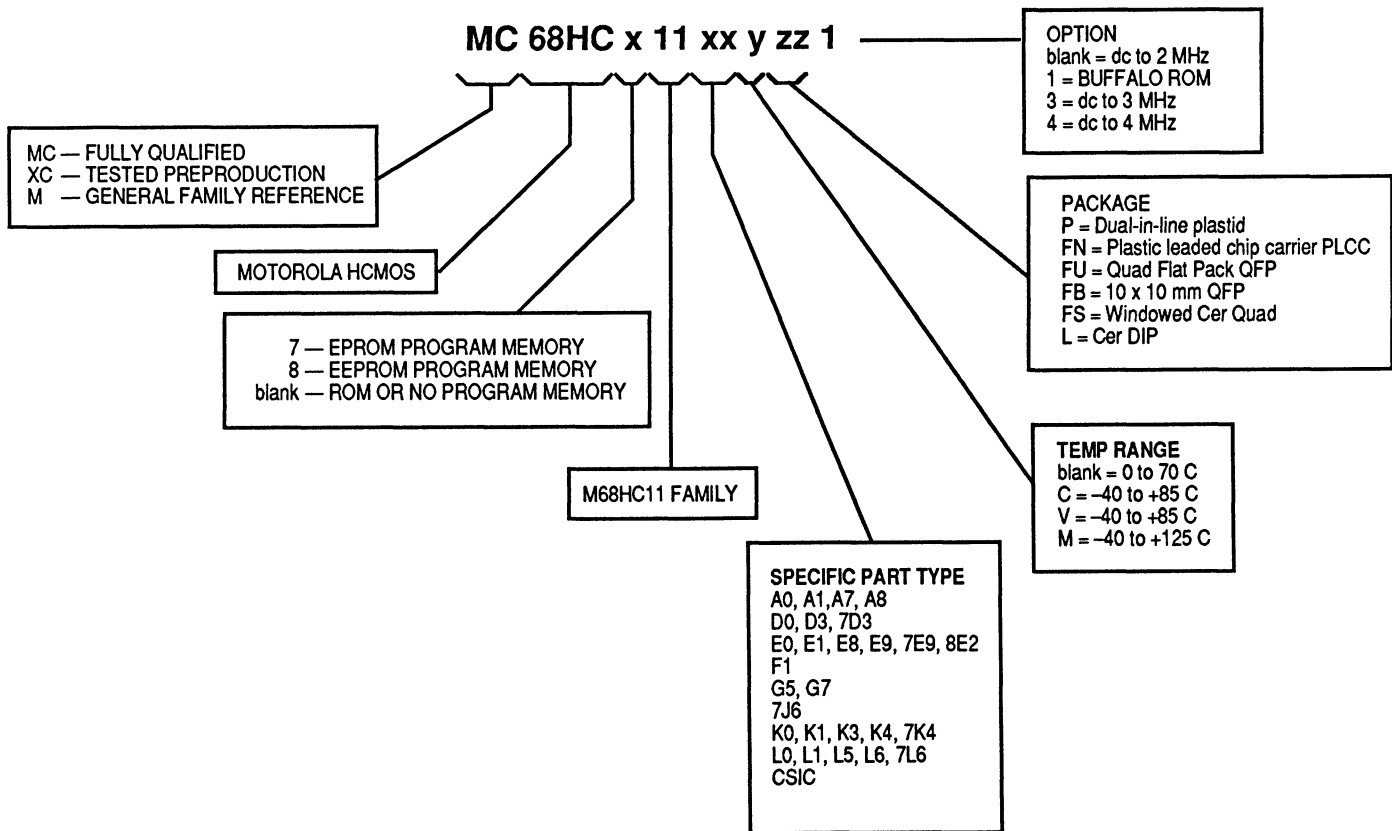 MC 68HC x 11 xx y zz 1
OPTION
blank = dc to 2 MHz
1 = BUFFALO ROM
3 = dc to 3 MHz
4 = dc to 4 MHz
MC — FULLY QUALIFIED
XC — TESTED PREPRODUCTION
M — GENERAL FAMILY REFERENCE
PACKAGE
P = Dual-in-line plastid
FN = Plastic leaded chip carrier PLCC
FU = Quad Flat Pack QFP
FB = 10 x 10 mm QFP
FS = Windowed Cer Quad
L = Cer DIP
MOTOROLA HCMOS
7 — EPROM PROGRAM MEMORY
8 — EEPROM PROGRAM MEMORY
blank — ROM OR NO PROGRAM MEMORY
TEMP RANGE
blank = 0 to 70 C
C = –40 to +85 C
V = –40 to +85 C
M = –40 to +125 C
M68HC11 FAMILY
SPECIFIC PART TYPE
A0, A1,A7, A8
D0, D3, 7D3
E0, E1, E8, E9, 7E9, 8E2
F1
G5, G7
7J6
K0, K1, K3, K4, 7K4
L0, L1, L5, L6, 7L6
CSIC